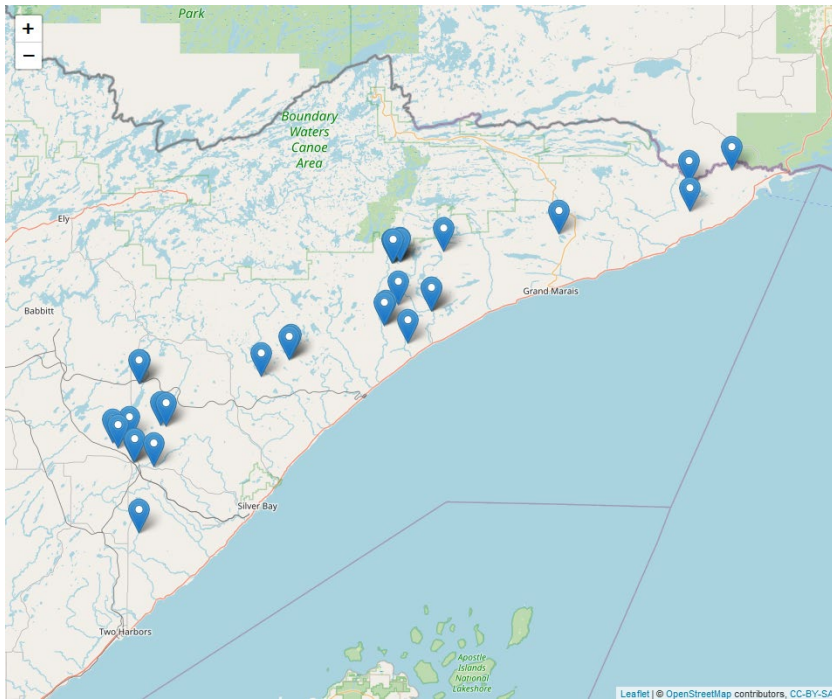 Park
+
−
Boundary
Waters
Canoe
Area
Ely
Babbitt
Grand Marais
Silver Bay
Two Harbors
Apostle
Islands
National
Lakeshore
Leaflet | © OpenStreetMap contributors, CC-BY-SA